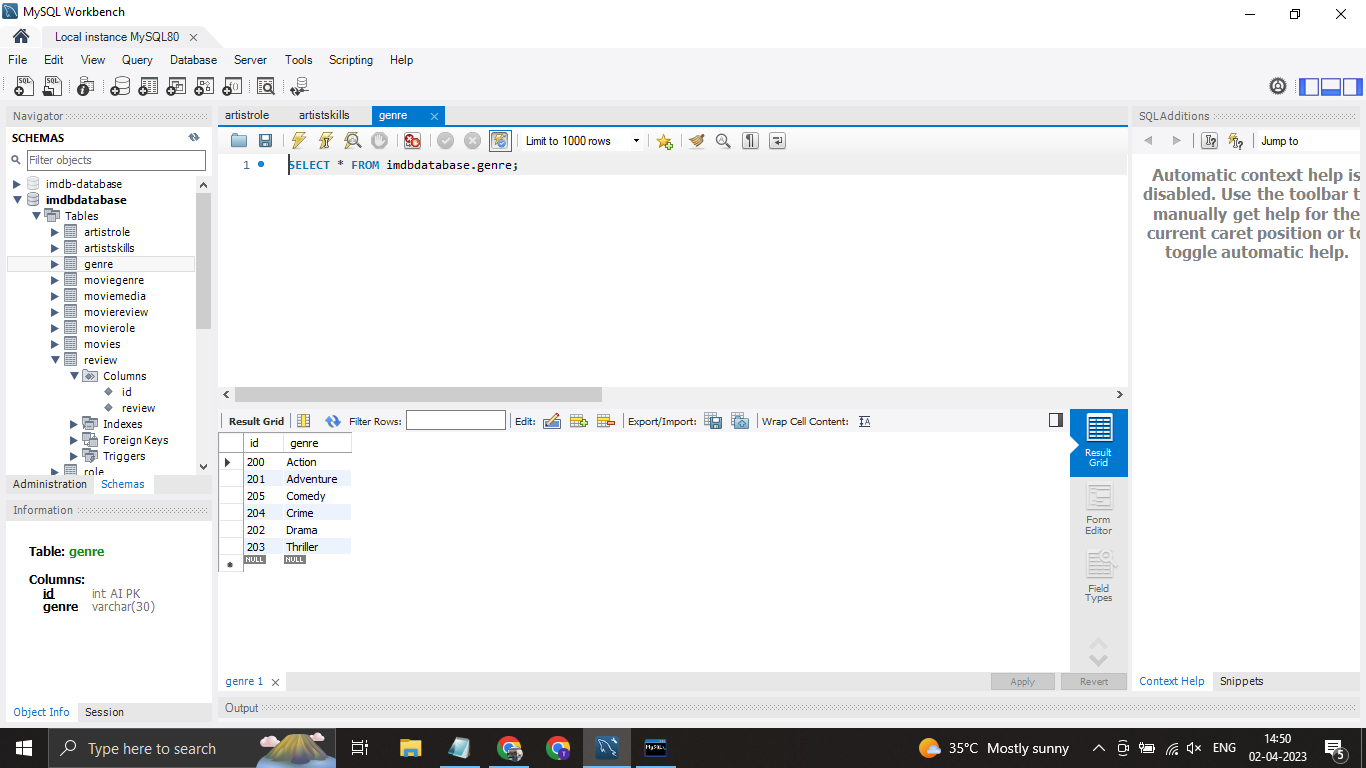 MySQL Workbench
Local instance MySQL80
File Edit View Query Database Server Tools Scripting Help
Navigator
SCHEMAS
Filter objects
imdb-database
imdbdatabase
Tables
artistrole
artistskills
genre
moviegenre
moviemedia
moviereview
movierole
movies
review
Columns
id
review
Indexes
Foreign Keys
Triggers
role
Administration Schemas
Information
Table: genre
Columns:
id int AI PK
genre varchar(30)
Object Info Session
artistrole artistskills genre
Limit to 1000 rows
1 SELECT * FROM imdbdatabase.genre;
Result Grid Filter Rows: Edit: Export/Import: Wrap Cell Content:
id genre
200 Action
201 Adventure
205 Comedy
204 Crime
202 Drama
203 Thriller
NULL NULL
Result
Grid
Form
Editor
Field
Types
genre 1
Apply Revert
Output
SQLAdditions
Jump to
Automatic context help is
disabled. Use the toolbar t
manually get help for the
current caret position or to
toggle automatic help.
Context Help Snippets
Type here to search
35°C Mostly sunny
ENG
14:50
02-04-2023
5